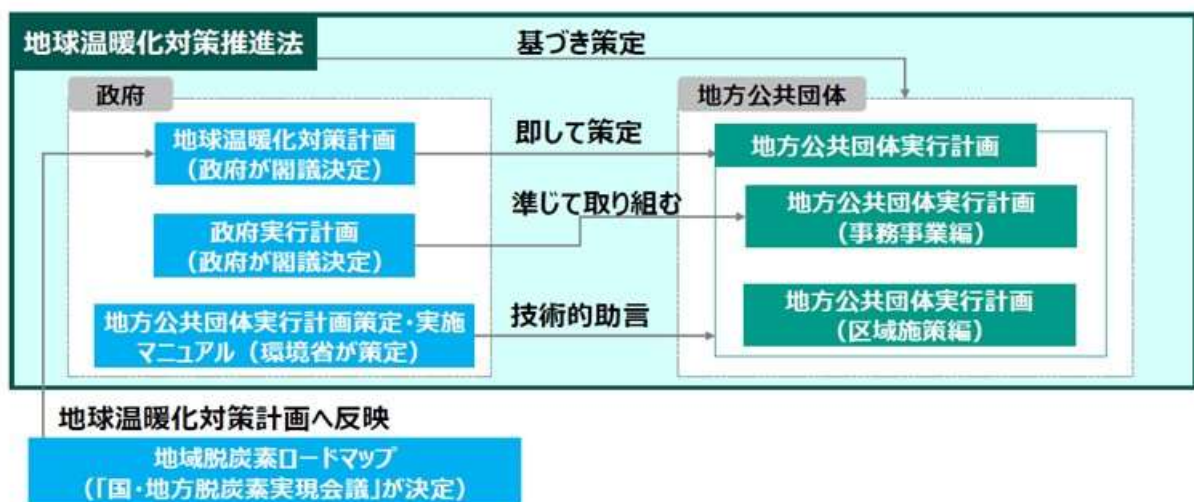 地球温暖化対策推進法
基づき策定
政府
地方公共団体
地球温暖化対策計画
（政府が閣議決定）
即して策定
地方公共団体実行計画
準じて取り組む
政府実行計画
（政府が閣議決定）
地方公共団体実行計画
（事務事業編）
地方公共団体実行計画策定・実施
マニュアル（環境省が策定）
技術的助言
地方公共団体実行計画
（区域施策編）
地球温暖化対策計画へ反映
地域脱炭素ロードマップ
（「国・地方脱炭素実現会議」が決定）